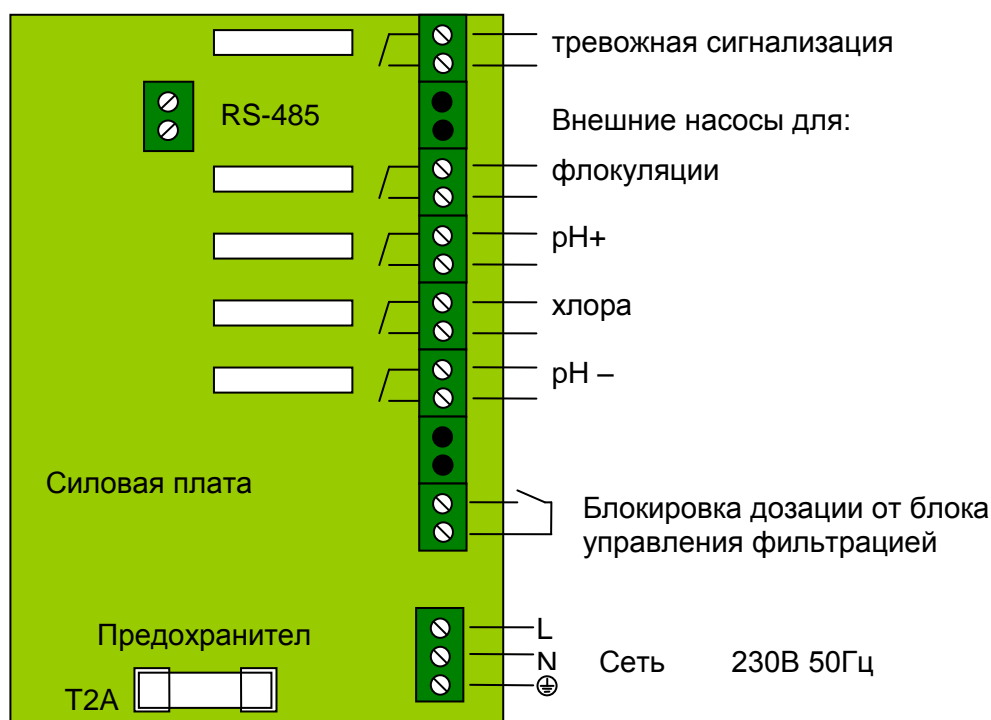 тревожная сигнализация
RS-485
Внешние насосы для:
флокуляции
pH+
хлора
pH –
Силовая плата
Блокировка дозации от блока
управления фильтрацией
Предохранител
L
N
Сеть 230В 50Гц
T2A